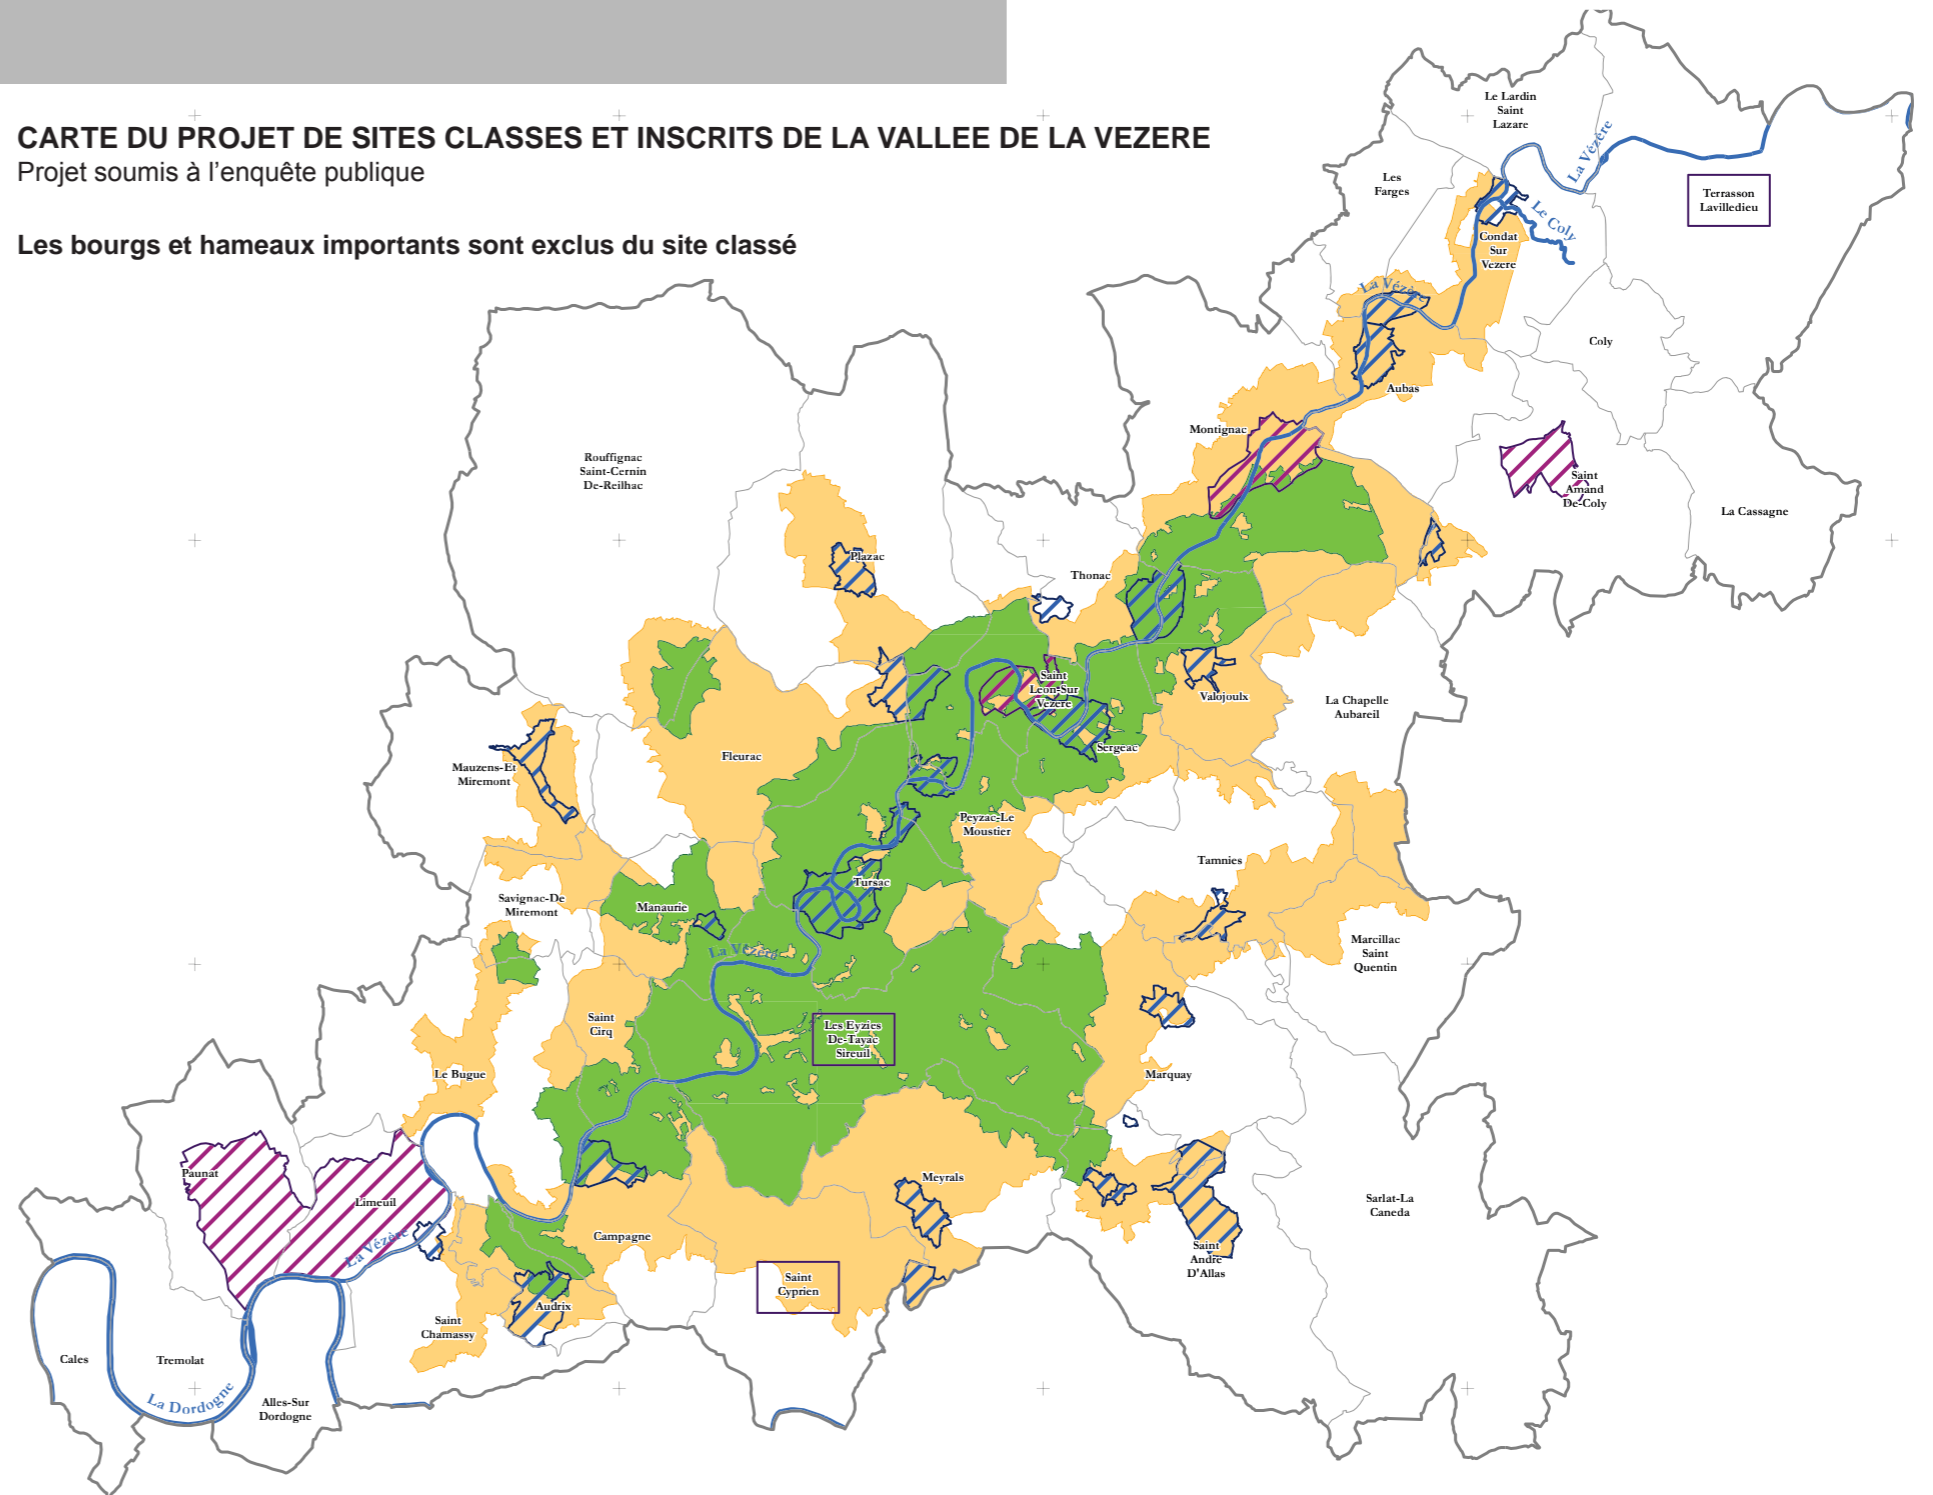 CARTE DU PROJET DE SITES CLASSES ET INSCRITS DE LA VALLEE DE LA VEZERE
Projet soumis à l'enquête publique
Les bourgs et hameaux importants sont exclus du site classé
Le Lardin
Saint
Lazare
La Vézère
Les
Farges
Terrasson
Lavilledieu
Le Coly
Condat
Sur
Vezere
La Vézère
Coly
Aubas
Montignac
Rouffignac
Saint-Cernin
De-Reilhac
Saint
Amand
De-Coly
La Cassagne
Plazac
Thonac
Saint
Leon-Sur
Vezere
Valojoulx
La Chapelle
Aubareil
Sergeac
Fleurac
Mauzens-Et
Miremont
Peyzac-Le
Moustier
Tamnies
Tursac
Savignac-De
Miremont
Manaurie
La Vézère
Marcillac
Saint
Quentin
Saint
Cirq
Les Eyzies
De-Tayac
Sireuil
Le Bugue
Marquay
Paunat
Limeuil
Meyrals
Sarlat-La
Caneda
La Vézère
Campagne
Saint
André
D'Allas
Saint
Cyprien
Audrix
Saint
Chamassy
Cales
Tremolat
La Dordogne
Alles-Sur
Dordogne